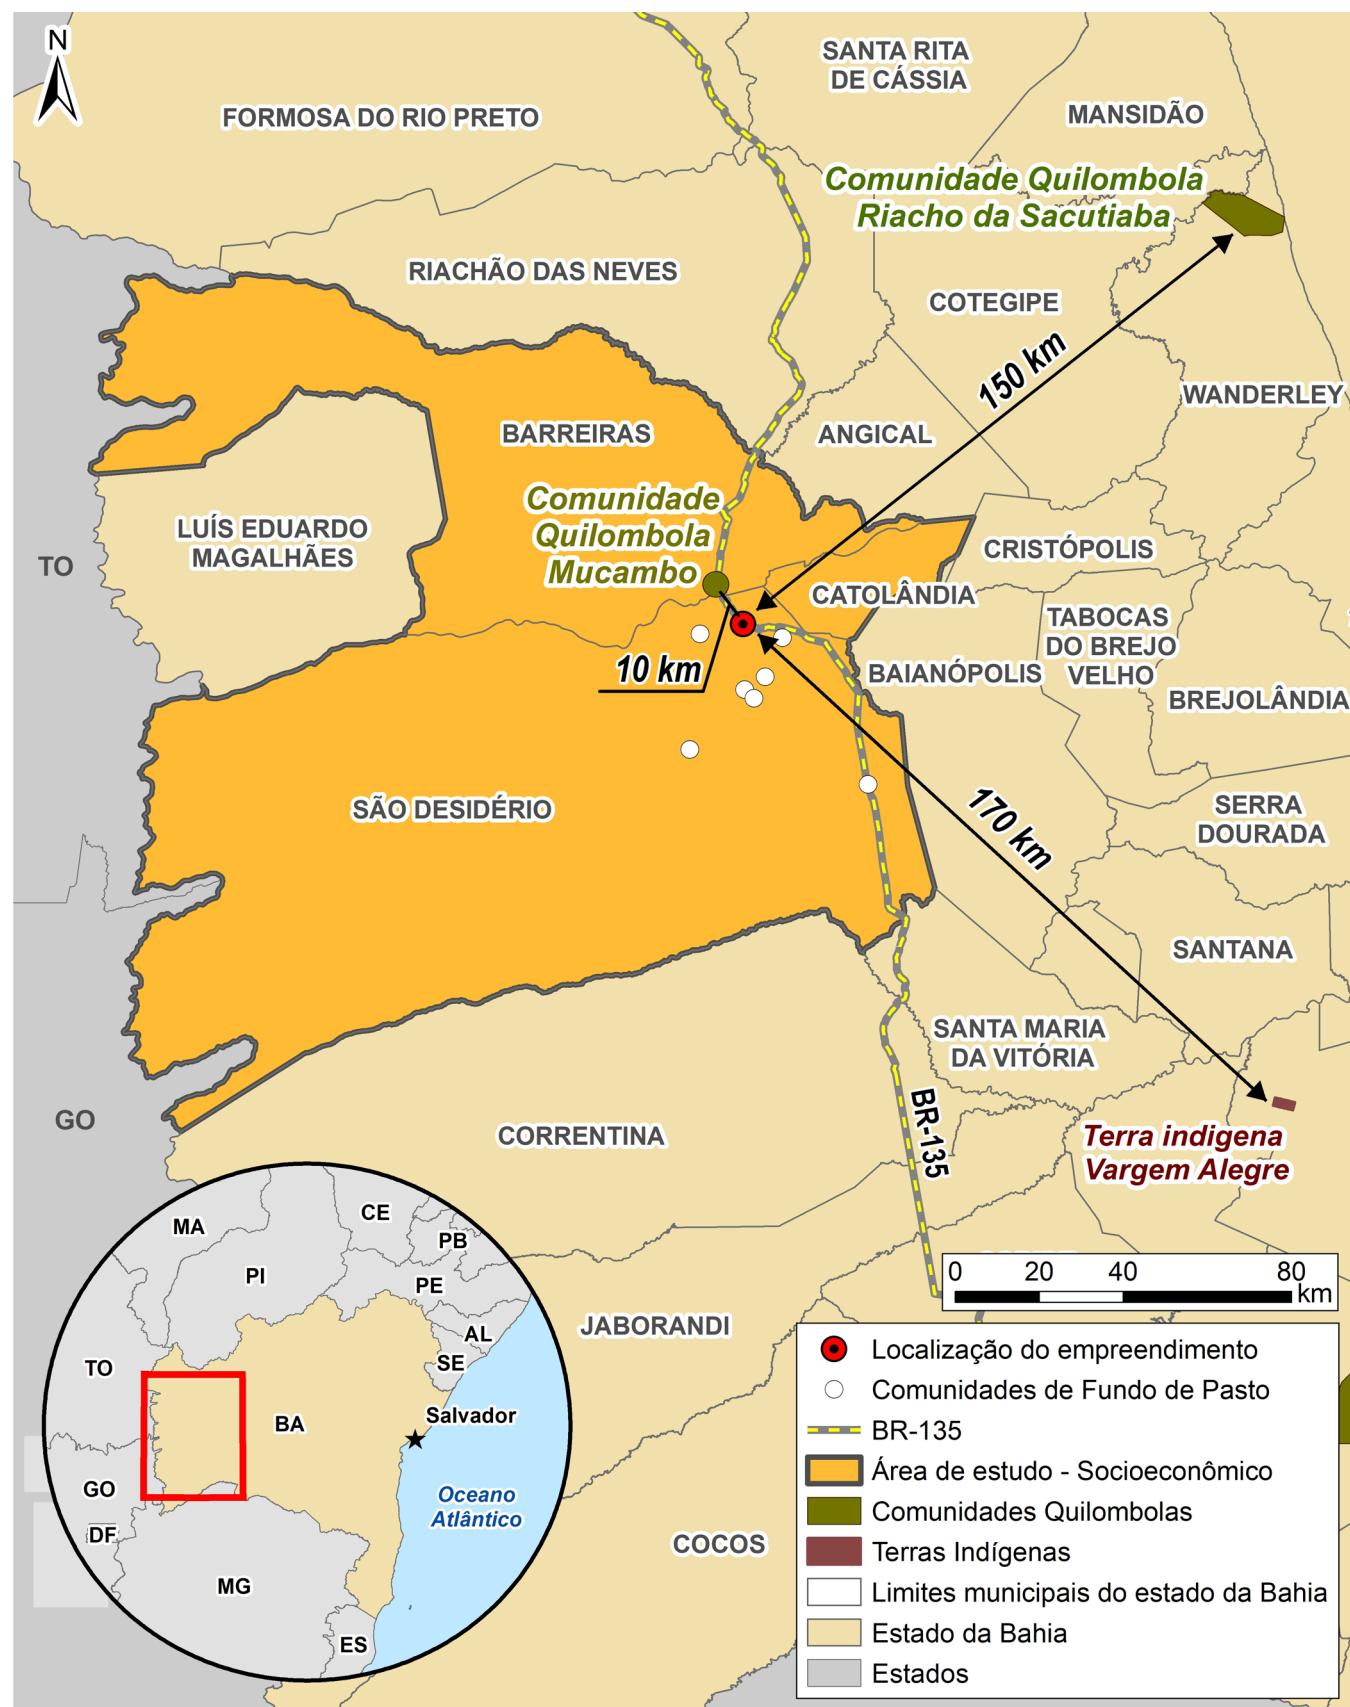 N
SANTA RITA
DE CÁSSIA
FORMOSA DO RIO PRETO
MANSIDÃO
Comunidade Quilombola
Riacho da Sacutiaba
RIACHÃO DAS NEVES
COTEGIPE
150 km
WANDERLEY
BARREIRAS
ANGICAL
Comunidade
Quilombola
Mucambo
LUÍS EDUARDO
MAGALHÃES
TO
CRISTÓPOLIS
CATOLÂNDIA
TABOCAS
DO BREJO
VELHO
10 km
BAIANÓPOLIS
BREJOLÂNDIA
SÃO DESIDÉRIO
170 km
SERRA
DOURADA
SANTANA
SANTA MARIA
DA VITÓRIA
GO
BR-135
CORRENTINA
Terra indigena
Vargem Alegre
JABORANDI
COCOS
MA
CE
PB
PI
PE
AL
SE
TO
BA
Salvador
GO
Oceano
Atlântico
DF
MG
ES
0 20 40 80
km
Localização do empreendimento
Comunidades de Fundo de Pasto
BR-135
Área de estudo - Socioeconômico
Comunidades Quilombolas
Terras Indígenas
Limites municipais do estado da Bahia
Estado da Bahia
Estados